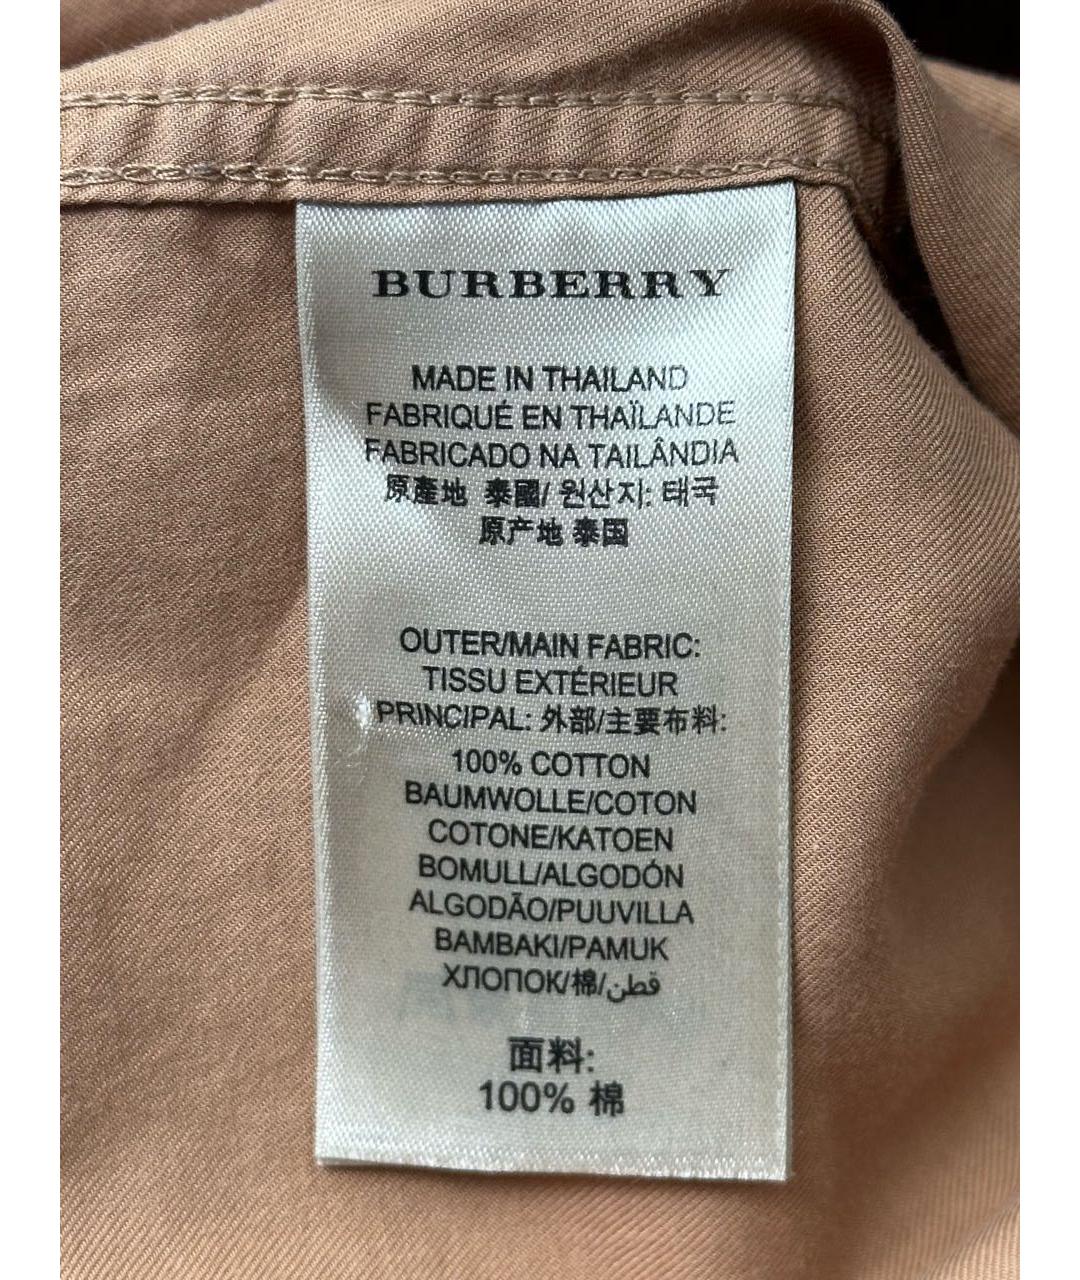 BURBERRY
MADE IN THAILAND
FABRIQUÉ EN THAÏLANDE
FABRICADO NA TAILÂNDIA
原產地 泰國/ 원산지: 태국
原产地 泰国
OUTER/MAIN FABRIC:
TISSU EXTÉRIEUR
PRINCIPAL: 外部/主要布料:
100% COTTON
BAUMWOLLE/COTON
COTONE/KATOEN
BOMULL/ALGODÓN
ALGODÃO/PUUVILLA
BAMBAKI/PAMUK
ХЛОПОК/棉/قطن
面料:
100% 棉